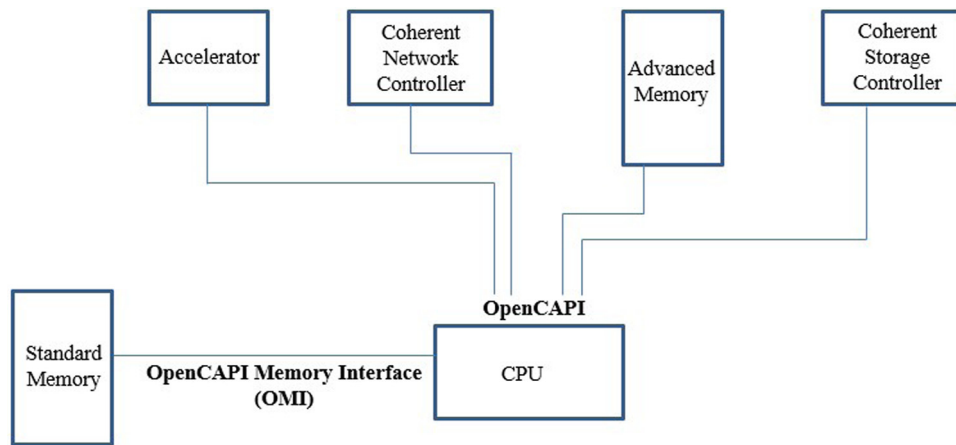 Accelerator
Coherent
Network
Controller
Advanced
Memory
Coherent
Storage
Controller
OpenCAPI
Standard
Memory
OpenCAPI Memory Interface
(OMI)
CPU